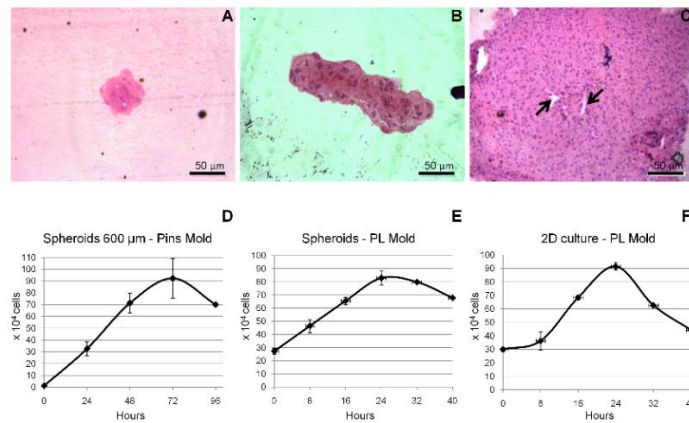 A
B
C
50 µm
50 µm
50 µm
D
E
F
Spheroids 600 µm - Pins Mold
Spheroids - PL Mold
2D culture - PL Mold
x 10⁴ cells
110
100
90
80
70
60
50
40
30
20
10
0
0 24 48 72 96
Hours
x 10⁴ cells
100
90
80
70
60
50
40
30
20
10
0
0 8 16 24 32 40
Hours
x 10⁴ cells
100
90
80
70
60
50
40
30
20
10
0
0 8 16 24 32
Hours